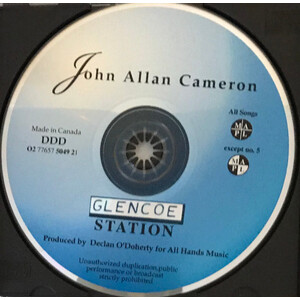 John Allan Cameron
Made in Canada
DDD
02 77657 5049 21
All Songs
M A
P L
except no. 5
M A
P L
GLENCOE
STATION
Produced by Declan O'Doherty for All Hands Music
Unauthorized duplication, public
performance or broadcast
strictly prohibited